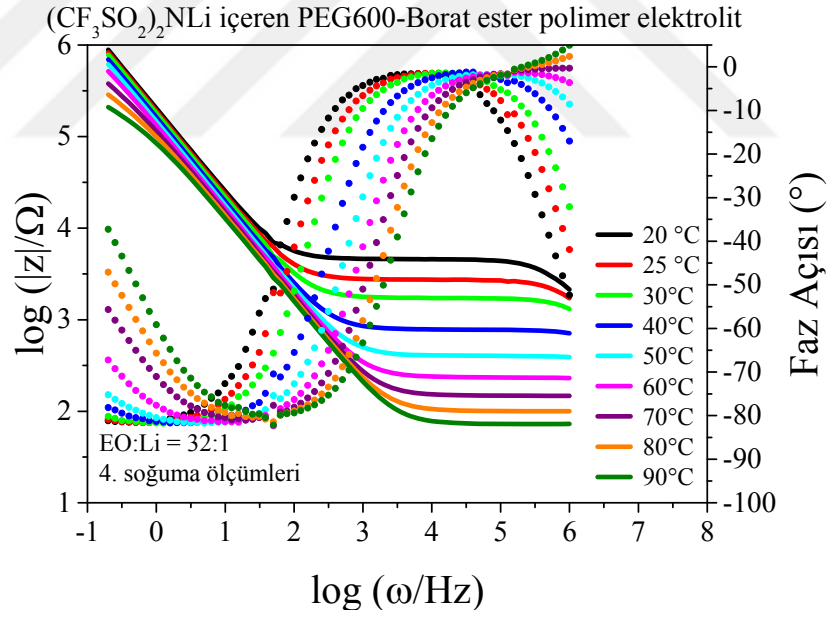 (CF3SO2)2NLi içeren PEG600-Borat ester polimer elektrolit
6
5
4
3
2
1
log (|z|/Ω)
0
-10
-20
-30
-40
-50
-60
-70
-80
-90
-100
Faz Açısı (°)
20 °C
25 °C
30°C
40°C
50°C
60°C
70°C
80°C
90°C
EO:Li = 32:1
4. soğuma ölçümleri
-1 0 1 2 3 4 5 6 7 8
log (ω/Hz)